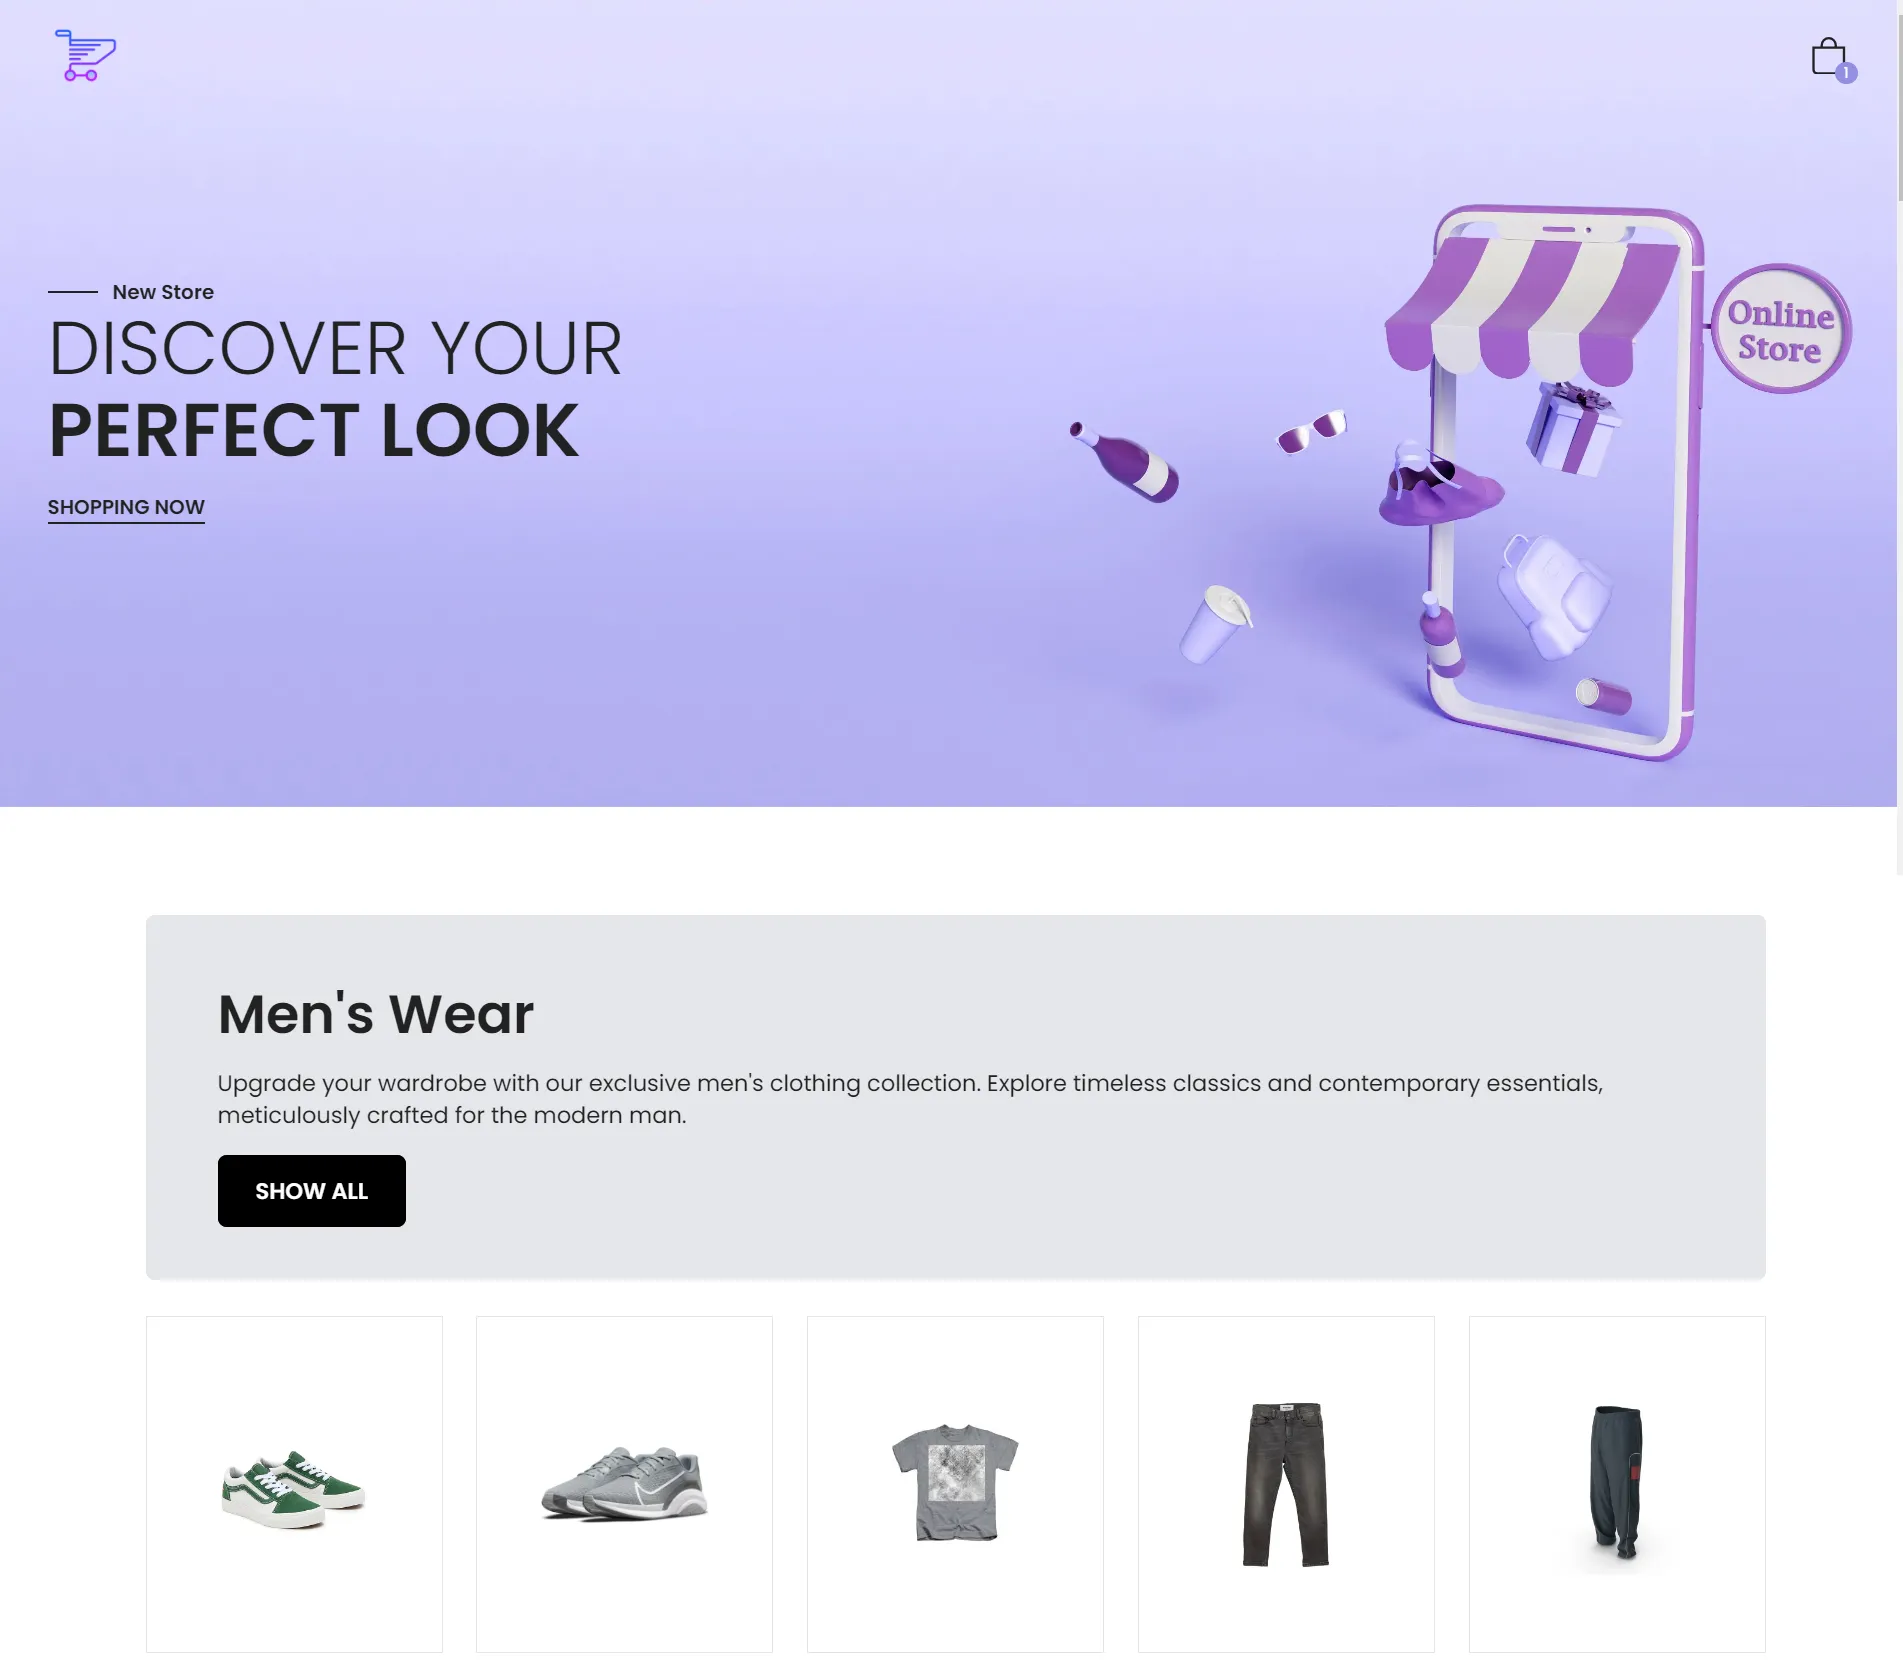 1
New Store
DISCOVER YOUR
PERFECT LOOK
SHOPPING NOW
Online
Store
Men's Wear
Upgrade your wardrobe with our exclusive men's clothing collection. Explore timeless classics and contemporary essentials,
meticulously crafted for the modern man.
SHOW ALL